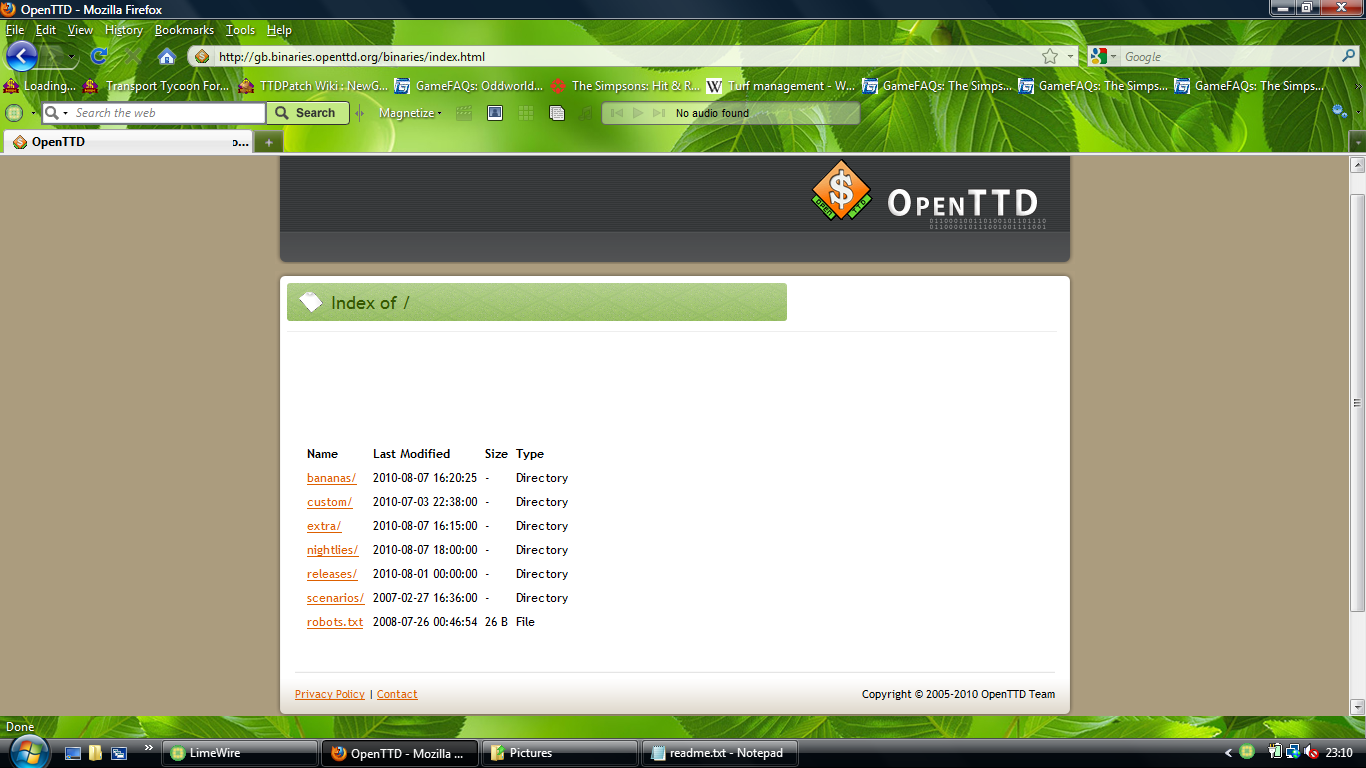 OpenTTD - Mozilla Firefox
File Edit View History Bookmarks Tools Help
http://gb.binaries.openttd.org/binaries/index.html
Google
Loading... Transport Tycoon For... TTDPatch Wiki : NewG... GameFAQs: Oddworld... The Simpsons: Hit & R... Turf management - W... GameFAQs: The Simps... GameFAQs: The Simps... GameFAQs: The Simps...
Search the web Search Magnetize No audio found
OpenTTD o...
$
OPEN TTD
OpenTTD
Index of /
Name Last Modified Size Type
bananas/ 2010-08-07 16:20:25 - Directory
custom/ 2010-07-03 22:38:00 - Directory
extra/ 2010-08-07 16:15:00 - Directory
nightlies/ 2010-08-07 18:00:00 - Directory
releases/ 2010-08-01 00:00:00 - Directory
scenarios/ 2007-02-27 16:36:00 - Directory
robots.txt 2008-07-26 00:46:54 26 B File
Privacy Policy | Contact Copyright © 2005-2010 OpenTTD Team
Done
LimeWire OpenTTD - Mozilla ... Pictures readme.txt - Notepad 23:10